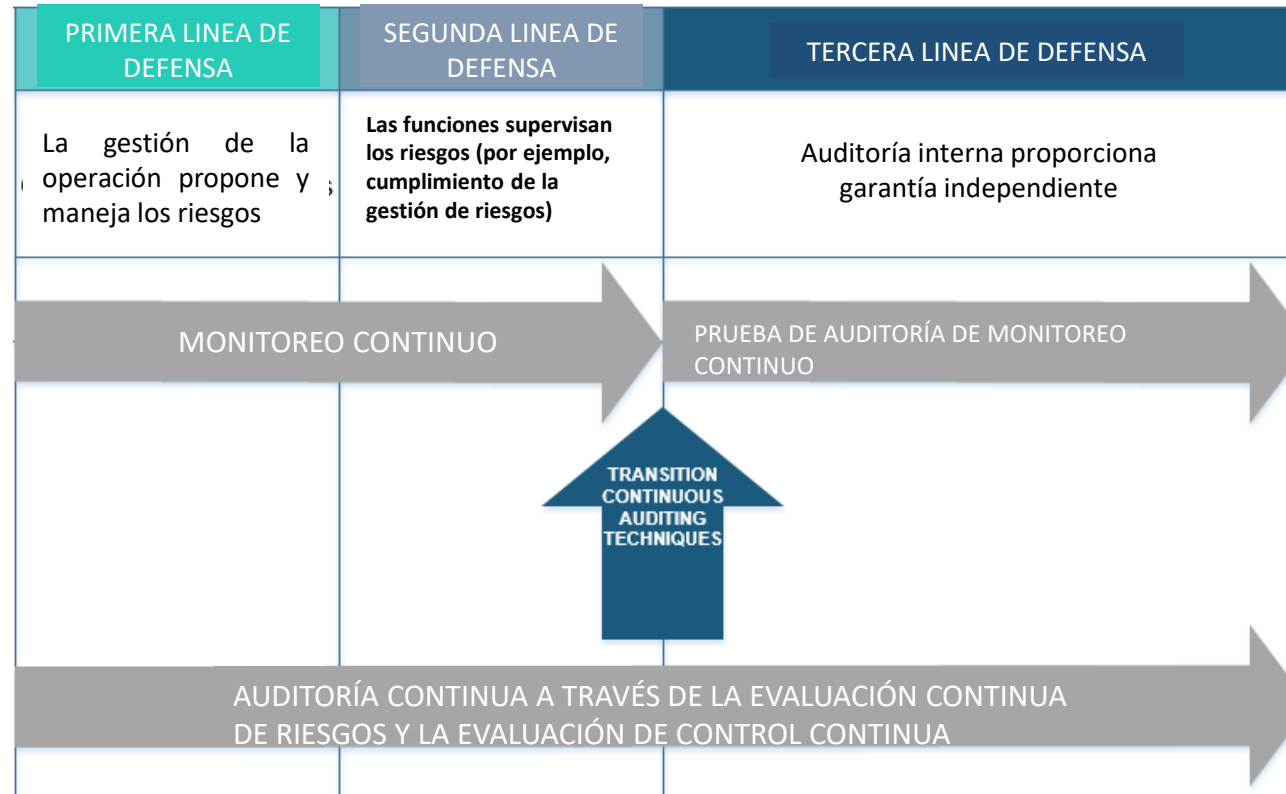 PRIMERA LINEA DE
DEFENSA
SEGUNDA LINEA DE
DEFENSA
TERCERA LINEA DE DEFENSA
La gestión de la
operación propone y
maneja los riesgos
Las funciones supervisan
los riesgos (por ejemplo,
cumplimiento de la
gestión de riesgos)
Auditoría interna proporciona
garantía independiente
MONITOREO CONTINUO
PRUEBA DE AUDITORÍA DE MONITOREO
CONTINUO
TRANSITION
CONTINUOUS
AUDITING
TECHNIQUES
AUDITORÍA CONTINUA A TRAVÉS DE LA EVALUACIÓN CONTINUA
DE RIESGOS Y LA EVALUACIÓN DE CONTROL CONTINUA